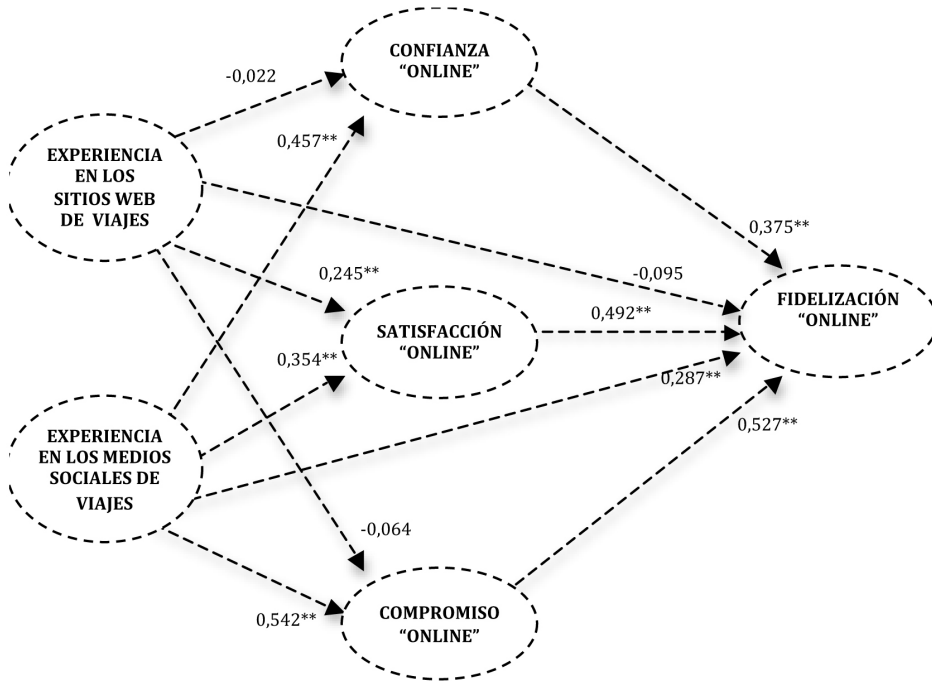 CONFIANZA
“ONLINE”
-0,022
0,457**
EXPERIENCIA
EN LOS
SITIOS WEB
DE VIAJES
0,375**
0,245**
-0,095
FIDELIZACIÓN
“ONLINE”
0,492**
SATISFACCIÓN
“ONLINE”
0,354**
0,287**
0,527**
EXPERIENCIA
EN LOS MEDIOS
SOCIALES DE
VIAJES
-0,064
0,542**
COMPROMISO
“ONLINE”